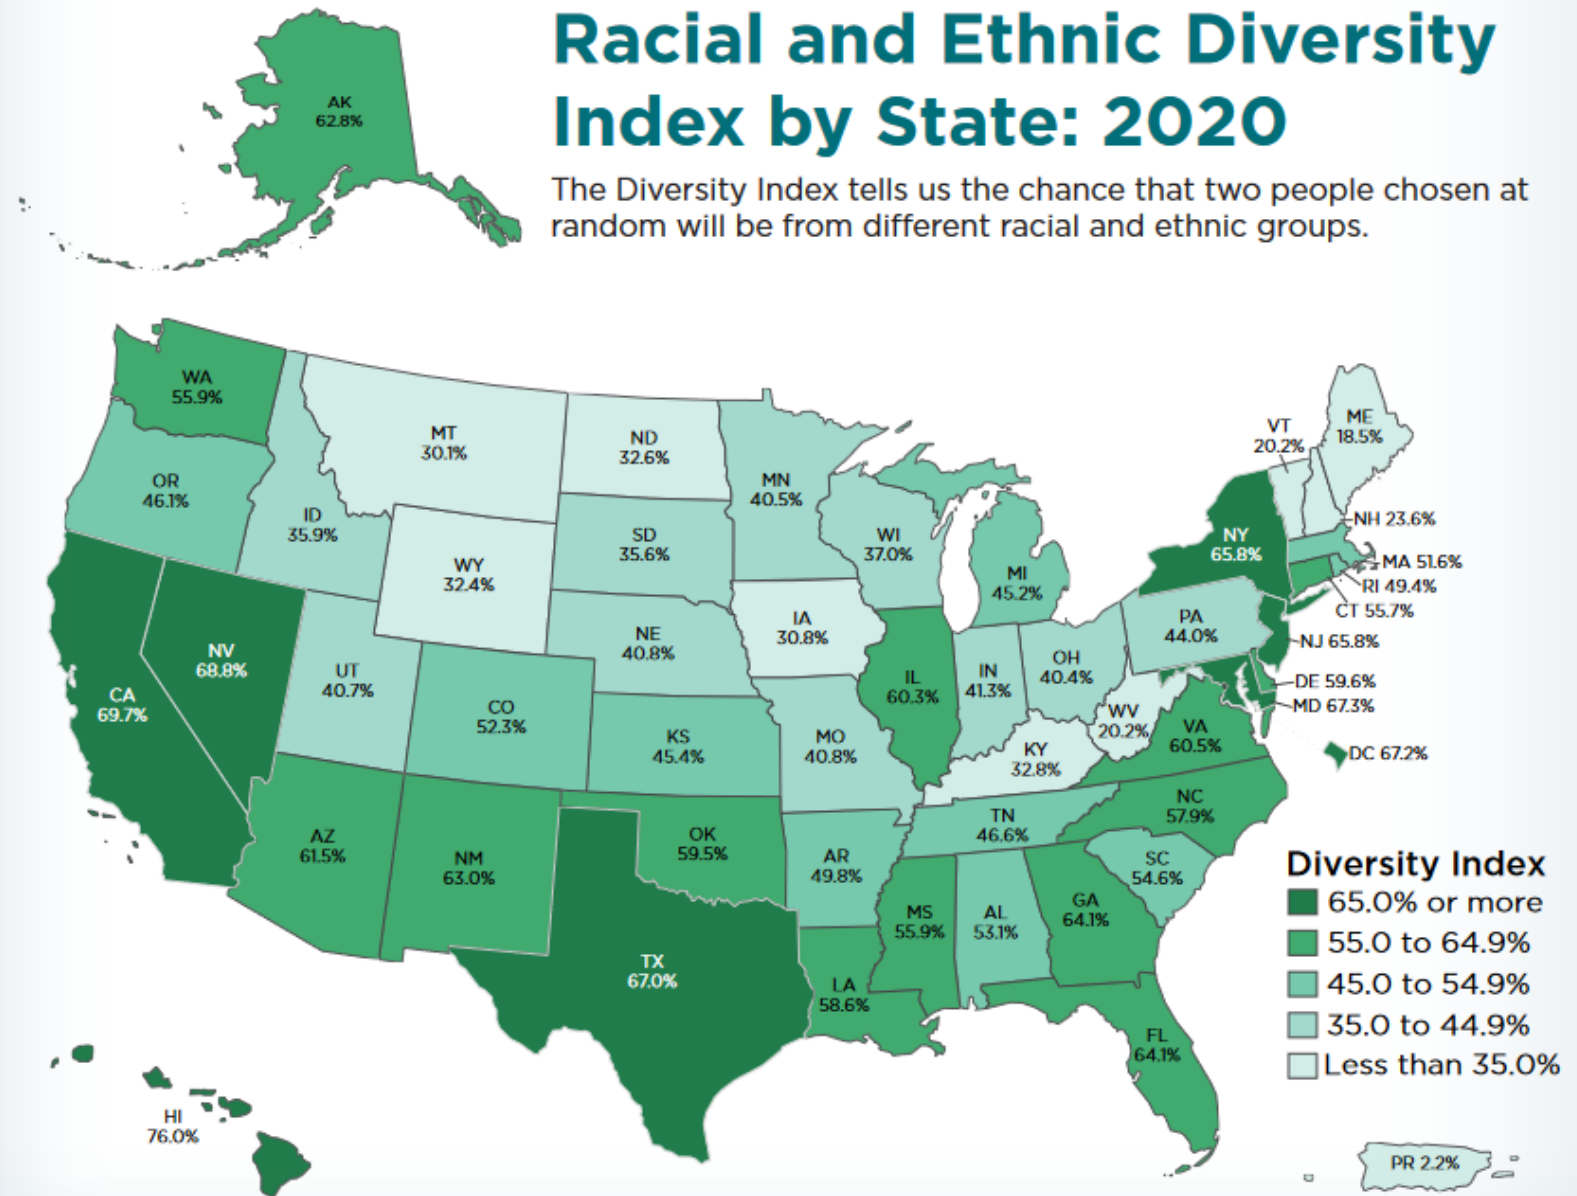 Racial and Ethnic Diversity
Index by State: 2020
The Diversity Index tells us the chance that two people chosen at
random will be from different racial and ethnic groups.
AK
62.8%
WA
55.9%
OR
46.1%
ID
35.9%
MT
30.1%
ND
32.6%
MN
40.5%
VT
20.2%
ME
18.5%
NH 23.6%
MA 51.6%
RI 49.4%
CT 55.7%
NY
65.8%
WI
37.0%
MI
45.2%
SD
35.6%
WY
32.4%
IA
30.8%
NE
40.8%
PA
44.0%
NJ 65.8%
DE 59.6%
MD 67.3%
DC 67.2%
NV
68.8%
CA
69.7%
UT
40.7%
CO
52.3%
KS
45.4%
MO
40.8%
IL
60.3%
IN
41.3%
OH
40.4%
WV
20.2%
VA
60.5%
KY
32.8%
NC
57.9%
TN
46.6%
AZ
61.5%
NM
63.0%
OK
59.5%
AR
49.8%
SC
54.6%
MS
55.9%
AL
53.1%
GA
64.1%
TX
67.0%
LA
58.6%
FL
64.1%
HI
76.0%
PR 2.2%
Diversity Index
65.0% or more
55.0 to 64.9%
45.0 to 54.9%
35.0 to 44.9%
Less than 35.0%